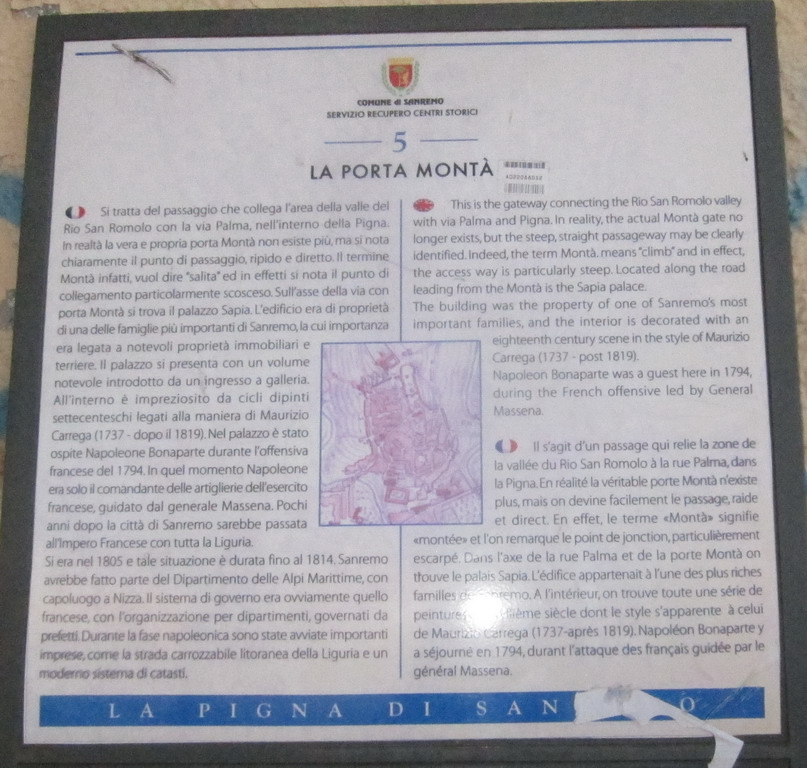 COMUNE di SANREMO
SERVIZIO RECUPERO CENTRI STORICI
5
LA PORTA MONTÀ
Si tratta del passaggio che collega l'area della valle del
Rio San Romolo con la via Palma, nell'interno della Pigna.
In realtà la vera e propria porta Montà non esiste più, ma si nota
chiaramente il punto di passaggio, ripido e diretto. Il termine
Montà infatti, vuol dire "salita" ed in effetti si nota il punto di
collegamento particolarmente scosceso. Sull'asse della via con
porta Montà si trova il palazzo Sapia. L'edificio era di proprietà
di una delle famiglie più importanti di Sanremo, la cui importanza
era legata a notevoli proprietà immobiliari e
terriere. Il palazzo si presenta con un volume
notevole introdotto da un ingresso a galleria.
All'interno è impreziosito da cicli dipinti
settecenteschi legati alla maniera di Maurizio
Carrega (1737 - dopo il 1819). Nel palazzo è stato
ospite Napoleone Bonaparte durante l'offensiva
francese del 1794. In quel momento Napoleone
era solo il comandante delle artiglierie dell'esercito
francese, guidato dal generale Massena. Pochi
anni dopo la città di Sanremo sarebbe passata
all'Impero Francese con tutta la Liguria.
Si era nel 1805 e tale situazione è durata fino al 1814. Sanremo
avrebbe fatto parte del Dipartimento delle Alpi Marittime, con
capoluogo a Nizza. Il sistema di governo era ovviamente quello
francese, con l'organizzazione per dipartimenti, governati da
prefetti. Durante la fase napoleonica sono state avviate importanti
imprese, come la strada carrozzabile litoranea della Liguria e un
moderno sistema di catasti.
This is the gateway connecting the Rio San Romolo valley
with via Palma and Pigna. In reality, the actual Montà gate no
longer exists, but the steep, straight passageway may be clearly
identified. Indeed, the term Montà. means "climb" and in effect,
the access way is particularly steep. Located along the road
leading from the Montà is the Sapia palace.
The building was the property of one of Sanremo's most
important families, and the interior is decorated with an
eighteenth century scene in the style of Maurizio
Carrega (1737 - post 1819).
Napoleon Bonaparte was a guest here in 1794,
during the French offensive led by General
Massena.
Il s'agit d'un passage qui relie la zone de
la vallée du Rio San Romolo à la rue Palma, dans
la Pigna. En réalité la véritable porte Montà n'existe
plus, mais on devine facilement le passage, raide
et direct. En effet, le terme «Montà» signifie
«montée» et l'on remarque le point de jonction, particulièrement
escarpé. Dans l'axe de la rue Palma et de la porte Montà on
trouve le palais Sapia. L'édifice appartenait à l'une des plus riches
familles de Sanremo. A l'intérieur, on trouve toute une série de
peintures siècle dont le style s'apparente à celui
de Maurizio Carrega (1737-après 1819). Napoléon Bonaparte y
a séjourné en 1794, durant l'attaque des français guidée par le
général Massena.
LA PIGNA DI SAN O